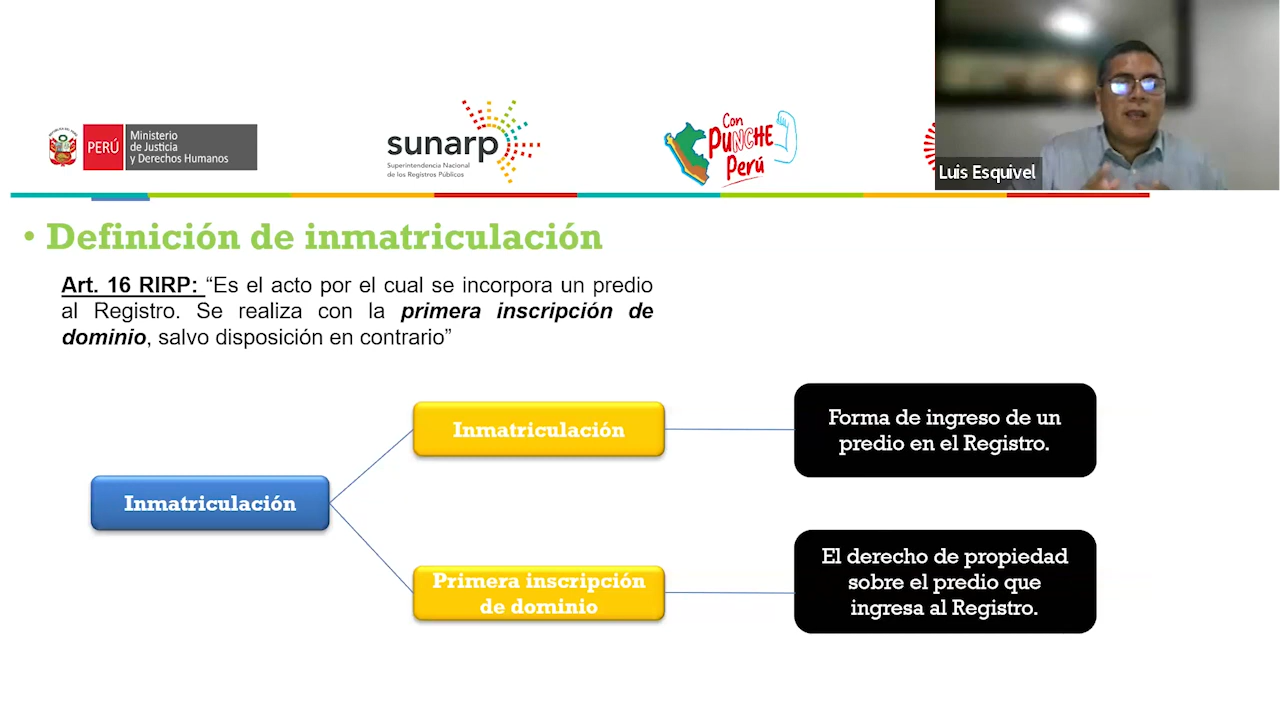 PERÚ
Ministerio
de Justicia
y Derechos Humanos
sunarp
Superintendencia Nacional
de los Registros Públicos
Con
PUNCHE
Perú
Luis Esquivel
• Definición de inmatriculación
Art. 16 RIRP: “Es el acto por el cual se incorpora un predio
al Registro. Se realiza con la primera inscripción de
dominio, salvo disposición en contrario”
Inmatriculación
Forma de ingreso de un
predio en el Registro.
Inmatriculación
Primera inscripción
de dominio
El derecho de propiedad
sobre el predio que
ingresa al Registro.